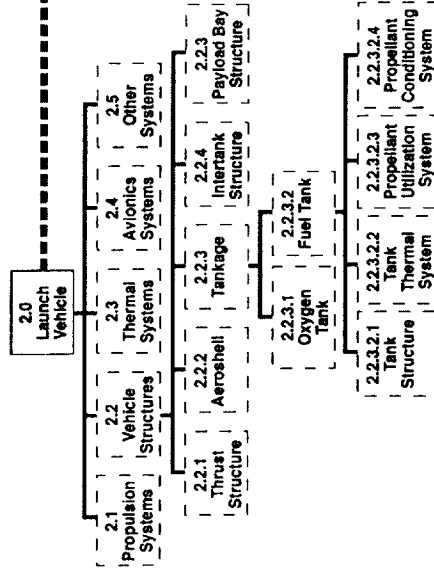 2.0
Launch
Vehicle
2.1
Propulsion
Systems
2.2
Vehicle
Structures
2.3
Thermal
Systems
2.4
Avionics
Systems
2.5
Other
Systems
2.2.1
Thrust
Structure
2.2.2
Aeroshell
2.2.3
Tankage
2.2.4
Intertank
Structure
2.2.3
Payload Bay
Structure
2.2.3.1
Oxygen
Tank
2.2.3.2
Fuel Tank
2.2.3.2.1
Tank
Structure
2.2.3.2.2
Tank
Thermal
System
2.2.3.2.3
Propellant
Utilization
System
2.2.3.2.4
Propellant
Conditioning
System